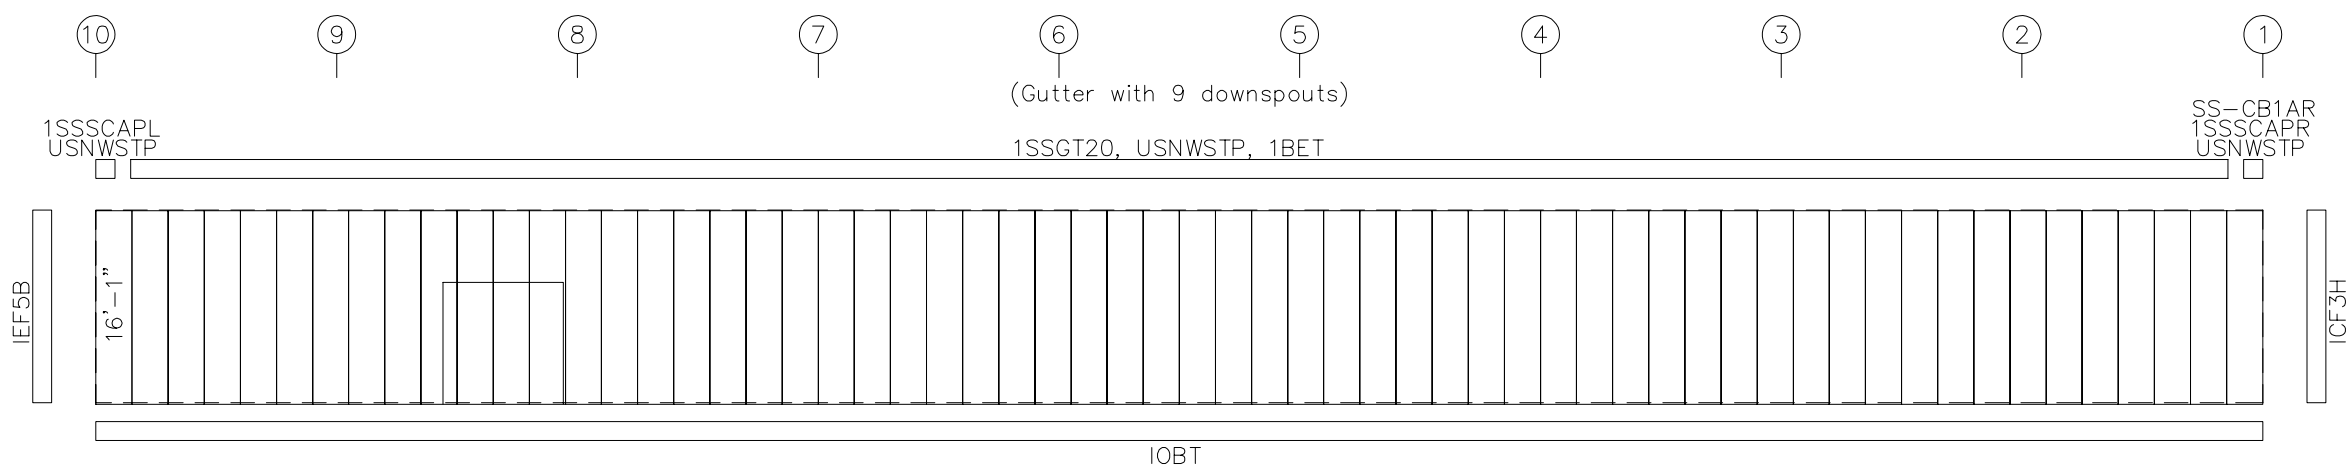 10 9 8 7 6 5 4 3 2 1
(Gutter with 9 downspouts)
1SSSCAPL
USNWSTP
1SSGT20, USNWSTP, 1BET
SS-CB1AR
1SSSCAPR
USNWSTP
IEF5B
16'-1"
ICF3H
IOBT